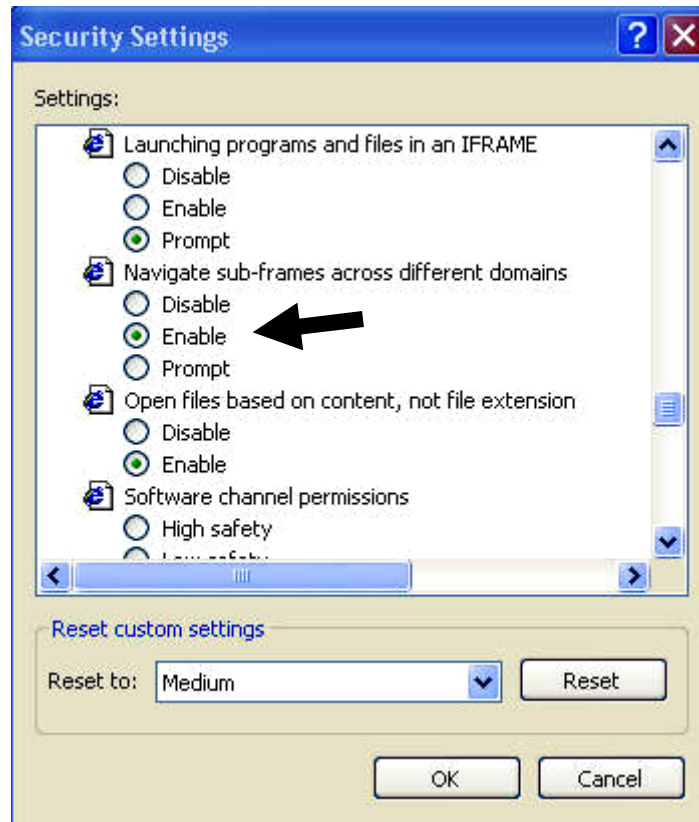 Security Settings
Settings:
Launching programs and files in an IFRAME
Disable
Enable
Prompt
Navigate sub-frames across different domains
Disable
Enable
Prompt
Open files based on content, not file extension
Disable
Enable
Software channel permissions
High safety
Low safety
Reset custom settings
Reset to: Medium Reset
OK Cancel